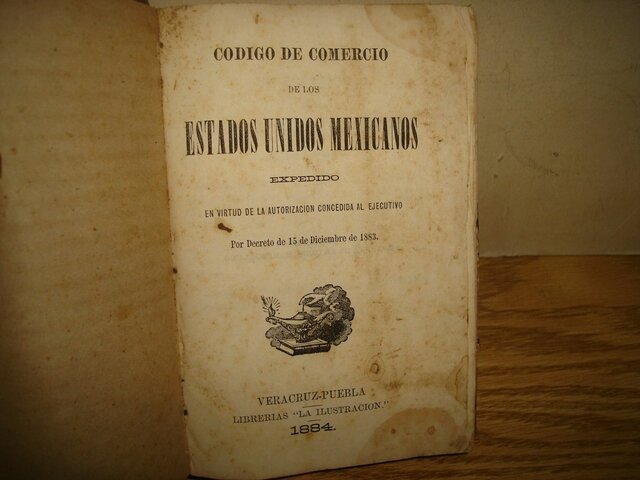 CODIGO DE COMERCIO
DE LOS
ESTADOS UNIDOS MEXICANOS
EXPEDIDO
EN VIRTUD DE LA AUTORIZACION CONCEDIDA AL EJECUTIVO
Por Decreto de 15 de Diciembre de 1883.
VERACRUZ-PUEBLA
LIBRERIAS "LA ILUSTRACION."
1884.